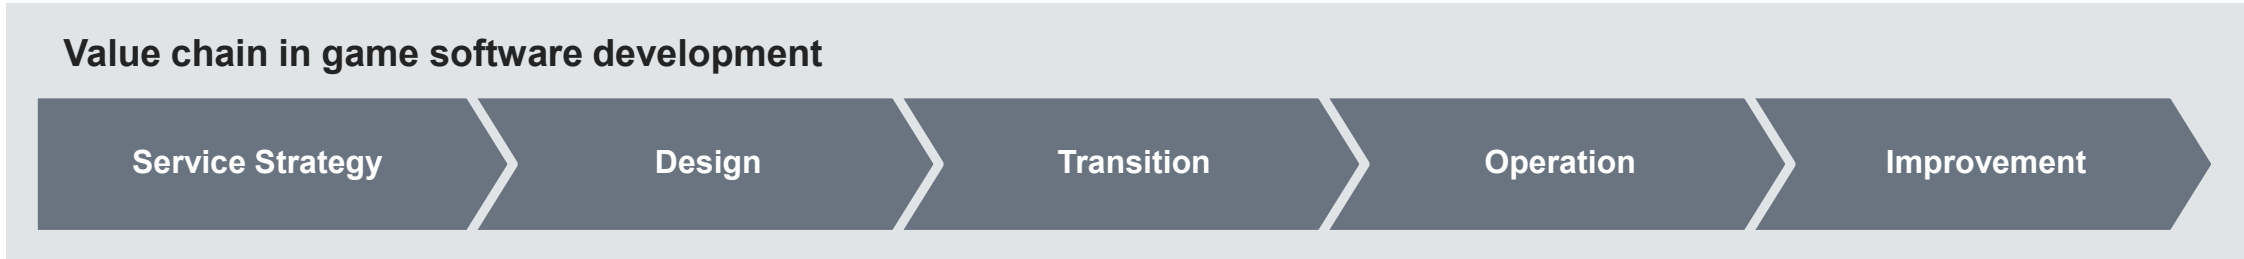 Value chain in game software development
Service Strategy
Design
Transition
Operation
Improvement